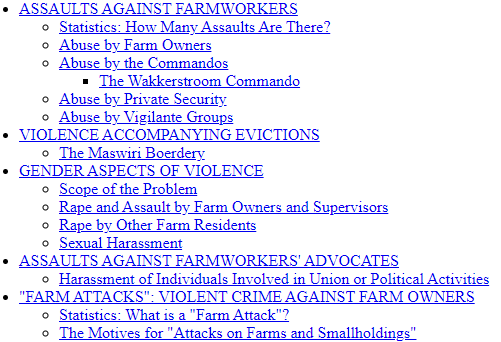 ASSAULTS AGAINST FARMWORKERS
Statistics: How Many Assaults Are There?
Abuse by Farm Owners
Abuse by the Commandos
The Wakkerstroom Commando
Abuse by Private Security
Abuse by Vigilante Groups
VIOLENCE ACCOMPANYING EVICTIONS
The Maswiri Boerdery
GENDER ASPECTS OF VIOLENCE
Scope of the Problem
Rape and Assault by Farm Owners and Supervisors
Rape by Other Farm Residents
Sexual Harassment
ASSAULTS AGAINST FARMWORKERS' ADVOCATES
Harassment of Individuals Involved in Union or Political Activities
"FARM ATTACKS": VIOLENT CRIME AGAINST FARM OWNERS
Statistics: What is a "Farm Attack"?
The Motives for "Attacks on Farms and Smallholdings"